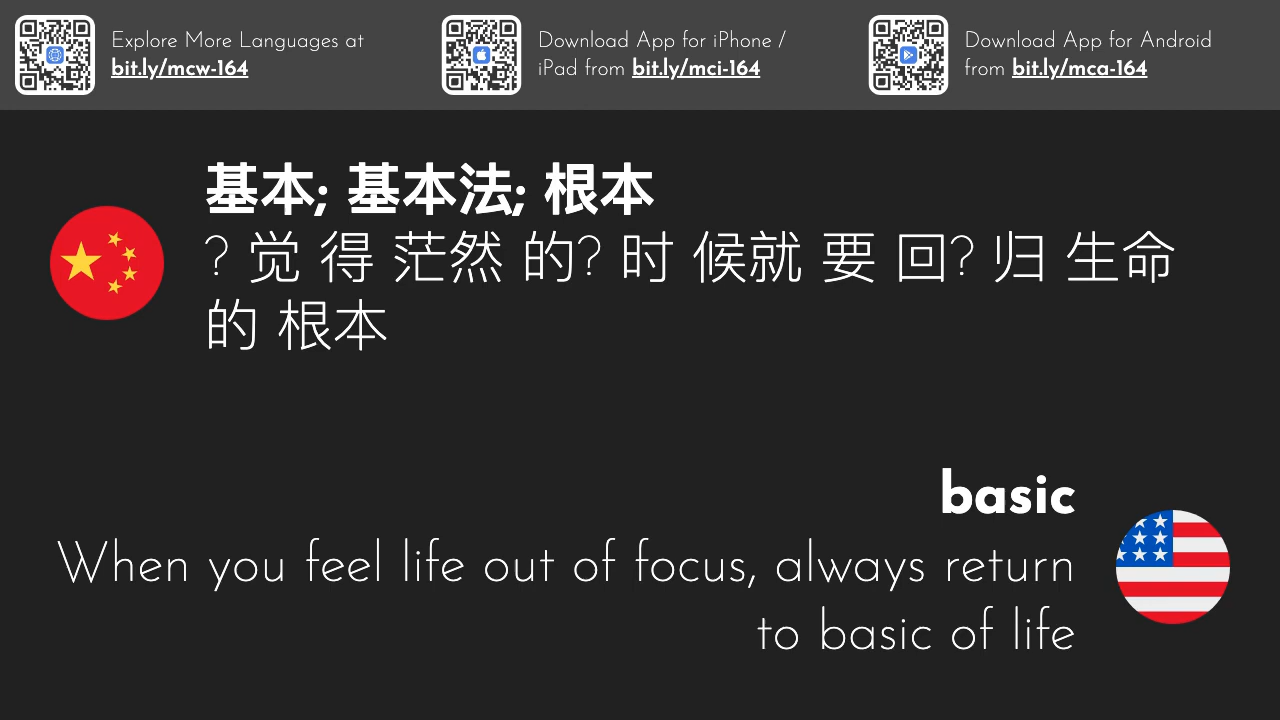 Explore More Languages at
bit.ly/mcw-164
Download App for iPhone /
iPad from bit.ly/mci-164
Download App for Android
from bit.ly/mca-164
基本; 基本法; 根本
? 觉 得 茫然 的? 时 候就 要 回? 归 生命
的 根本
basic
When you feel life out of focus, always return
to basic of life